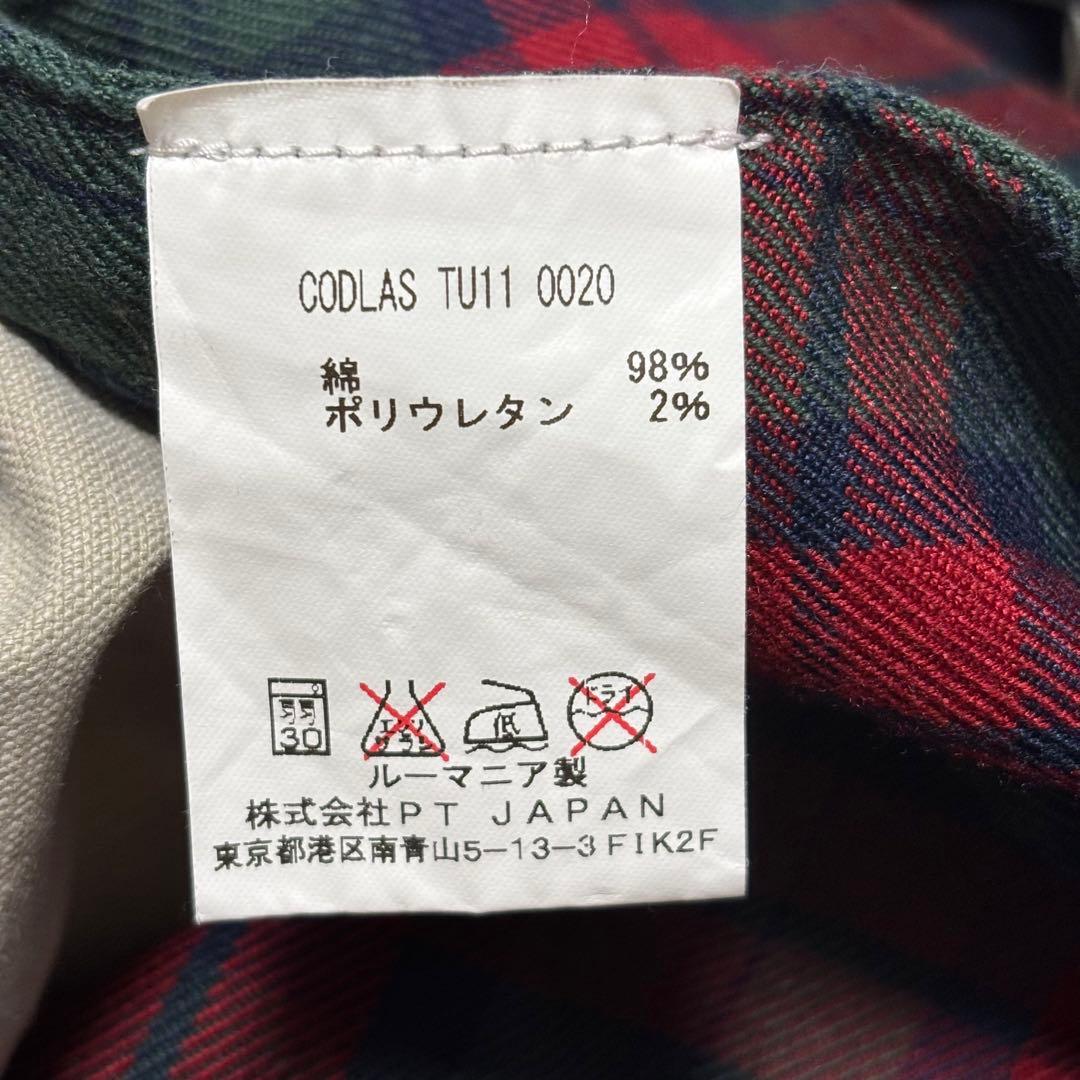 CODLAS TU11 0020
綿 98%
ポリウレタン 2%
弱 30 エンソサラシ 低 ドライ
ルーマニア製
株式会社PT JAPAN
東京都港区南青山5-13-3FIK2F